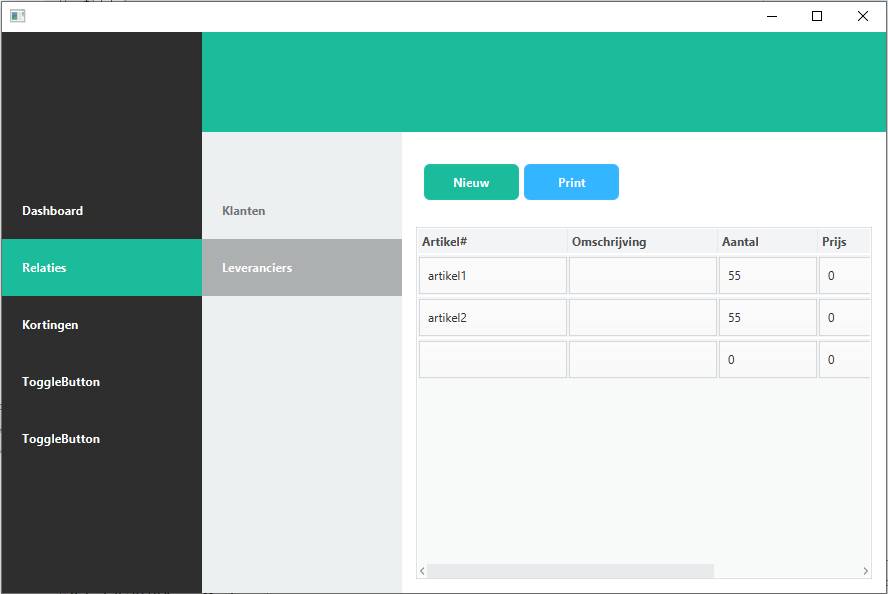 Dashboard
Relaties
Kortingen
ToggleButton
ToggleButton
Klanten
Leveranciers
Nieuw Print
Artikel# Omschrijving Aantal Prijs
artikel1 55 0
artikel2 55 0
0 0